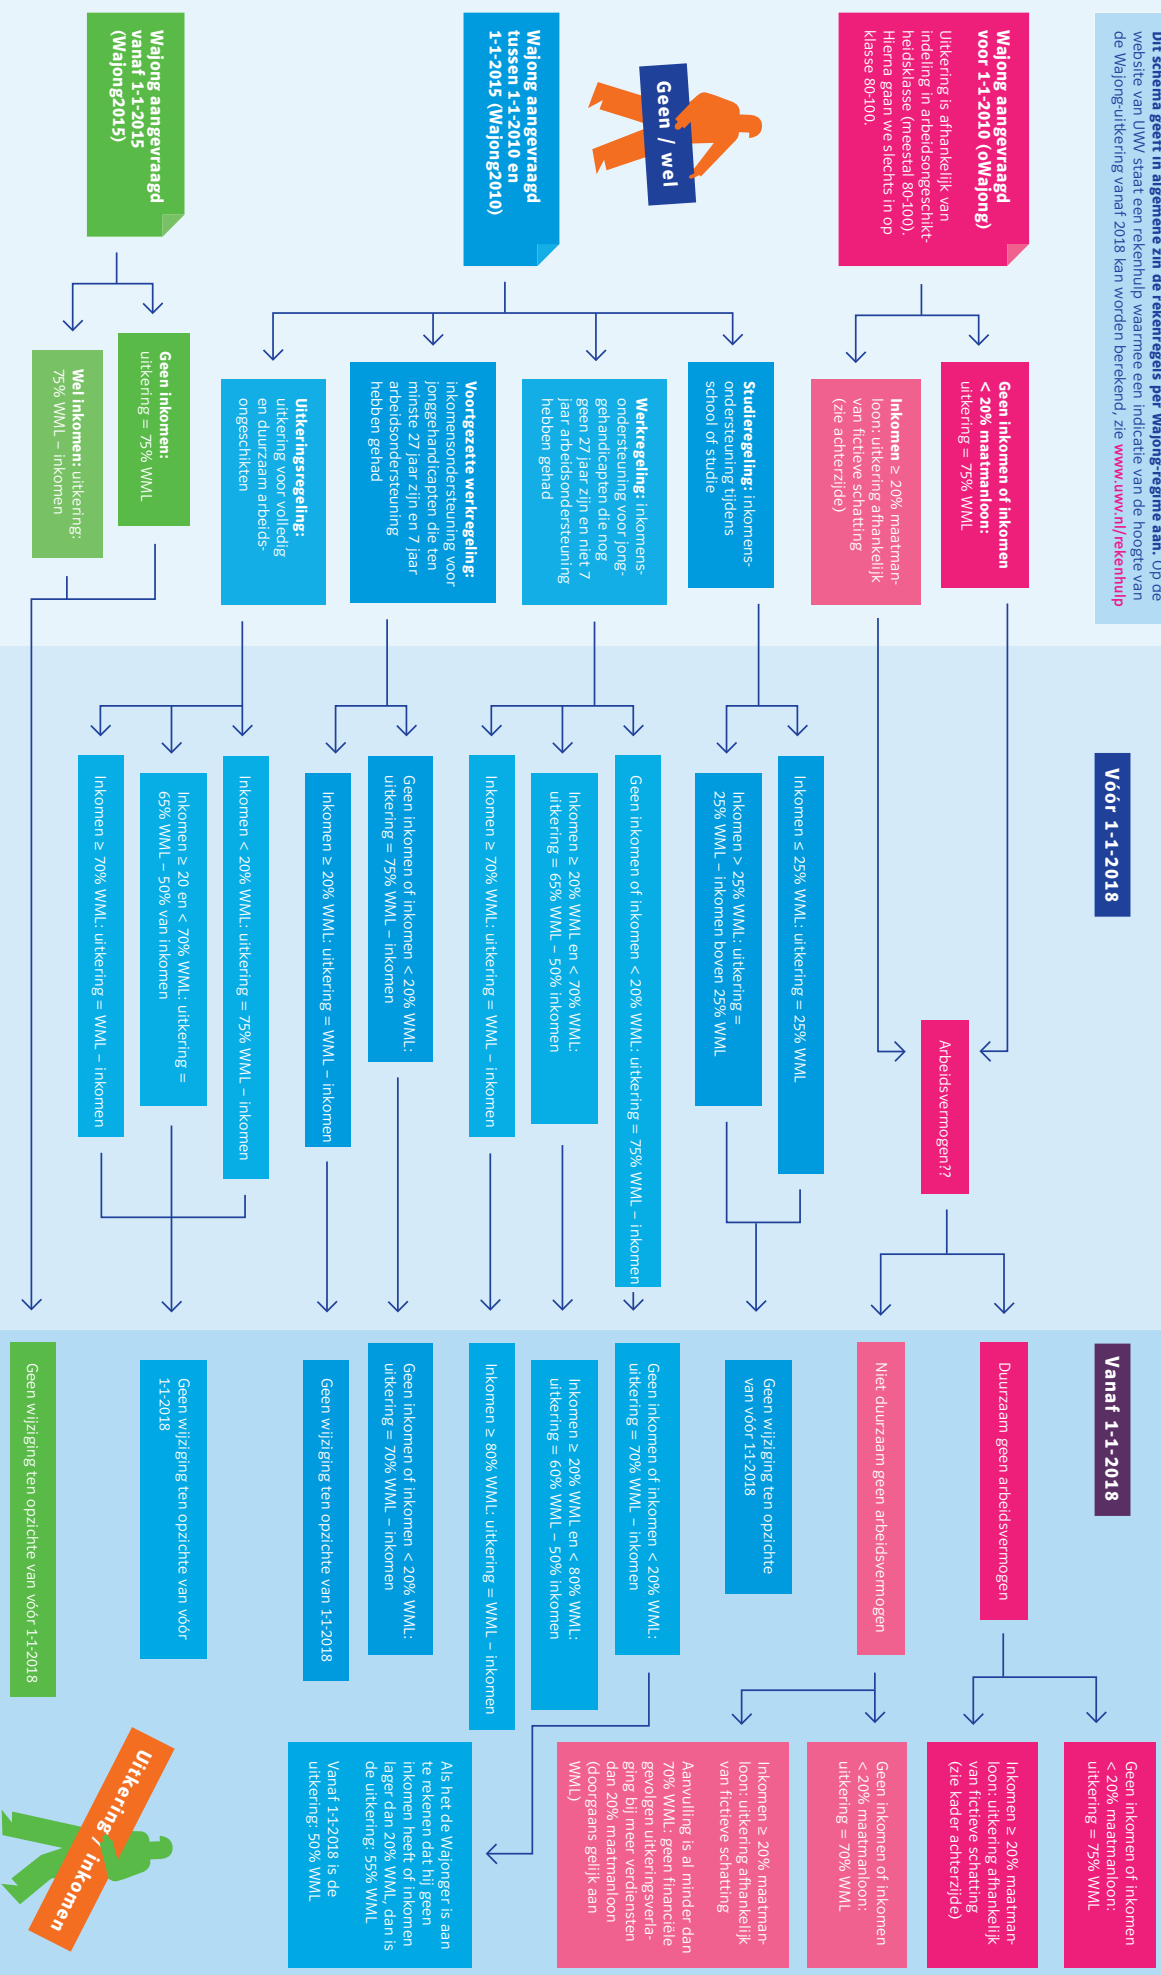 Dit schema geeft in algemene zin de rekenregels per Wajong-regime aan. Op de
website van UWV staat een rekenhulp waarmee een indicatie van de hoogte van
de Wajong-uitkering vanaf 2018 kan worden berekend, zie www.uwv.nl/rekenhulp
Vóór 1-1-2018
Vanaf 1-1-2018
Wajong aangevraagd
voor 1-1-2010 (oWajong)
Uitkering is afhankelijk van
indeling in arbeidsongeschikt-
heidsklasse (meestal 80-100).
Hierna gaan we slechts in op
klasse 80-100.
Geen inkomen of inkomen
< 20% maatmanloon:
uitkering = 75% WML
Inkomen ≥ 20% maatman-
loon: uitkering afhankelijk
van fictieve schatting
(zie achterzijde)
Arbeidsvermogen??
Duurzaam geen arbeidsvermogen
Niet duurzaam geen arbeidsvermogen
Geen inkomen of inkomen
< 20% maatmanloon:
uitkering = 75% WML
Inkomen ≥ 20% maatman-
loon: uitkering afhankelijk
van fictieve schatting
(zie kader achterzijde)
Geen inkomen of inkomen
< 20% maatmanloon:
uitkering = 70% WML
Inkomen ≥ 20% maatman-
loon: uitkering afhankelijk
van fictieve schatting
Aanvulling is al minder dan
70% WML: geen financiële
gevolgen uitkeringsverla-
ging bij meer verdiensten
dan 20% maatmanloon
(doorgaans gelijk aan
WML)
Geen / wel
Wajong aangevraagd
tussen 1-1-2010 en
1-1-2015 (Wajong2010)
Studieregeling: inkomens-
ondersteuning tijdens
school of studie
Inkomen ≤ 25% WML: uitkering = 25% WML
Inkomen > 25% WML: uitkering =
25% WML – inkomen boven 25% WML
Geen wijziging ten opzichte
van vóór 1-1-2018
Werkregeling: inkomens-
ondersteuning voor jong-
gehandicapten die nog
geen 27 jaar zijn en niet 7
jaar arbeidsondersteuning
hebben gehad
Geen inkomen of inkomen < 20% WML: uitkering = 75% WML – inkomen
Inkomen ≥ 20% WML en < 70% WML:
uitkering = 65% WML – 50% inkomen
Inkomen ≥ 70% WML: uitkering = WML – inkomen
Geen inkomen of inkomen < 20% WML:
uitkering = 70% WML – inkomen
Inkomen ≥ 20% WML en < 80% WML:
uitkering = 60% WML – 50% inkomen
Inkomen ≥ 80% WML: uitkering = WML – inkomen
Als het de Wajonger is aan
te rekenen dat hij geen
inkomen heeft of inkomen
lager dan 20% WML, dan is
de uitkering: 55% WML
Vanaf 1-1-2018 is de
uitkering: 50% WML
Voortgezette werkregeling:
inkomensondersteuning voor
jonggehandicapten die ten
minste 27 jaar zijn en 7 jaar
arbeidsondersteuning
hebben gehad
Geen inkomen of inkomen < 20% WML:
uitkering = 75% WML – inkomen
Inkomen ≥ 20% WML: uitkering = WML – inkomen
Geen inkomen of inkomen < 20% WML:
uitkering = 70% WML – inkomen
Geen wijziging ten opzichte van 1-1-2018
Uitkeringsregeling:
uitkering voor volledig
en duurzaam arbeids-
ongeschikten
Inkomen < 20% WML: uitkering = 75% WML – inkomen
Inkomen ≥ 20 en < 70% WML: uitkering =
65% WML – 50% van inkomen
Inkomen ≥ 70% WML: uitkering = WML – inkomen
Geen wijziging ten opzichte van vóór
1-1-2018
Wajong aangevraagd
vanaf 1-1-2015
(Wajong2015)
Geen inkomen:
uitkering = 75% WML
Wel inkomen: uitkering:
75% WML – inkomen
Geen wijziging ten opzichte van vóór 1-1-2018
Uitkering / inkomen